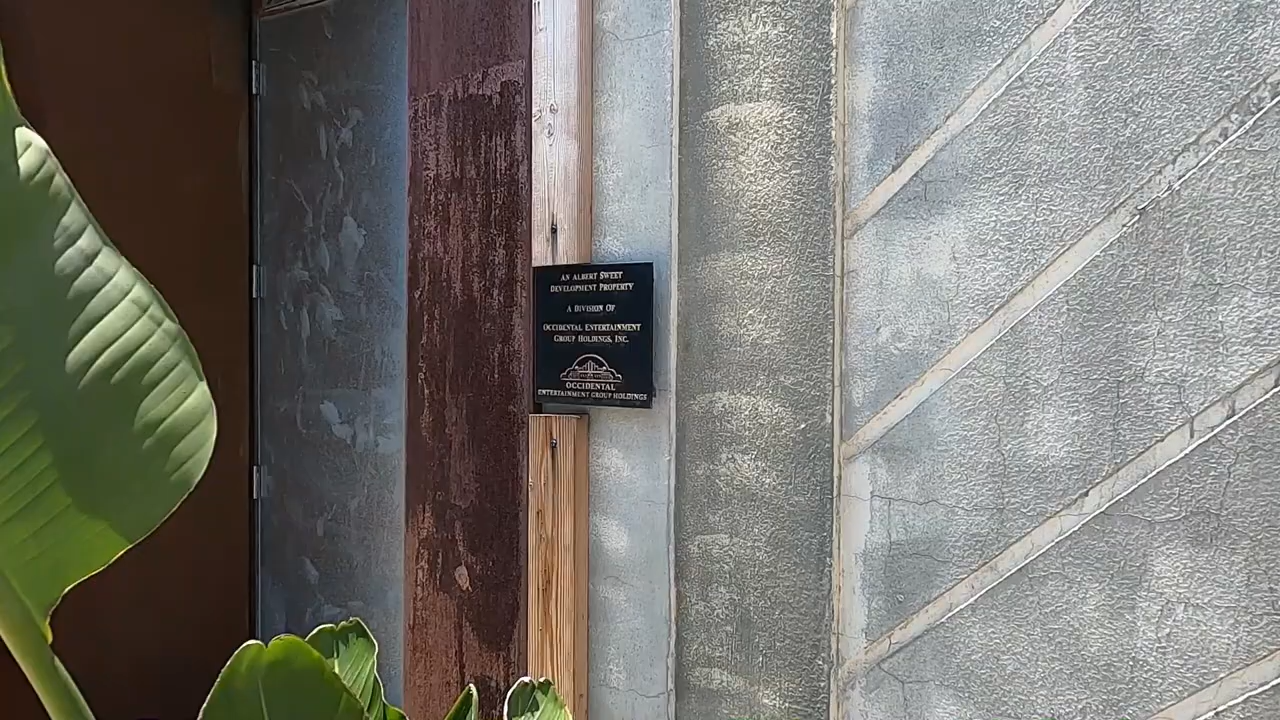 AN ALBERT SWEET
DEVELOPMENT PROPERTY
A DIVISION OF
OCCIDENTAL ENTERTAINMENT
GROUP HOLDINGS, INC.
OCCIDENTAL
ENTERTAINMENT GROUP HOLDINGS